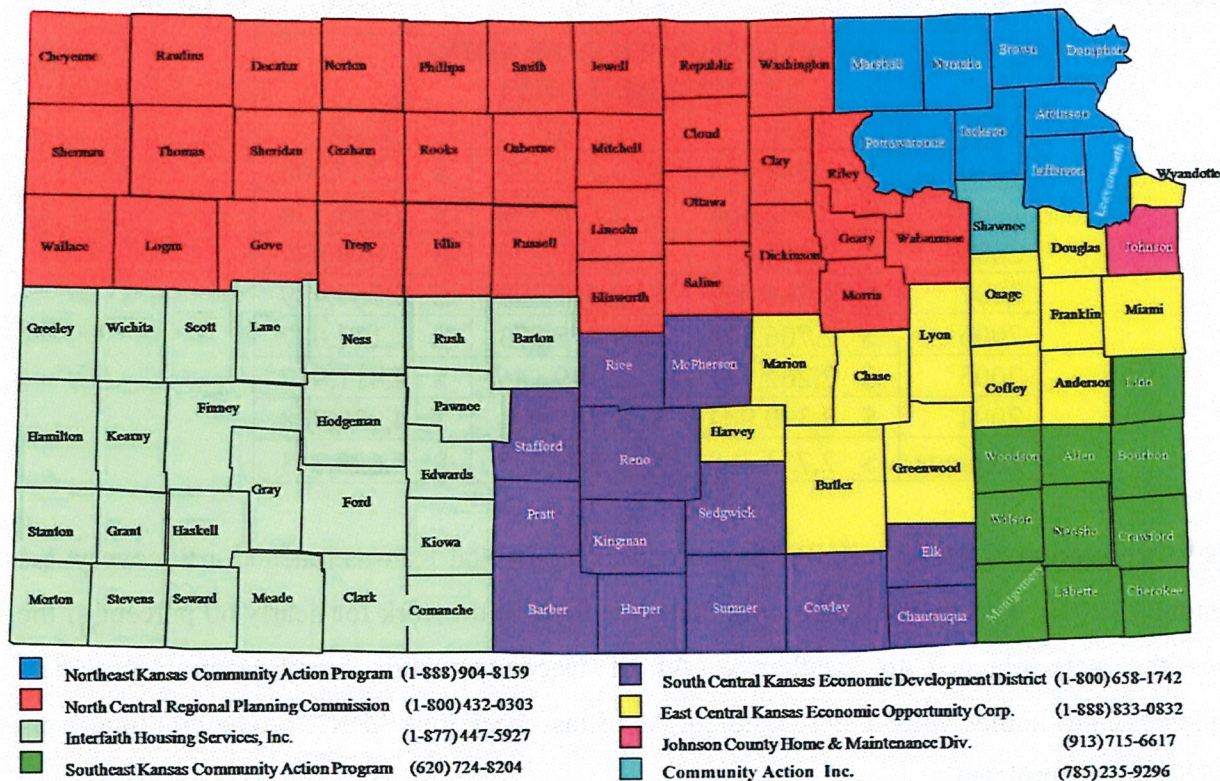 Cheyenne Rawlins Decatur Norton Phillips Smith Jewell Republic Washington Marshall Nemaha Brown Doniphan
Sherman Thomas Sheridan Graham Rooks Osborne Mitchell Cloud Clay Riley Pottawatomie Jackson Atchison Jefferson Leavenworth Wyandotte
Wallace Logan Gove Trego Ellis Russell Lincoln Ottawa Dickinson Geary Wabaunsee Shawnee Douglas Johnson
Ellsworth Saline Morris
Greeley Wichita Scott Lane Ness Rush Barton Rice McPherson Marion Chase Lyon Osage Franklin Miami
Coffey Anderson Linn
Hamilton Kearny Finney Hodgeman Pawnee Stafford Reno Harvey Butler Greenwood Woodson Allen Bourbon
Gray Ford Edwards
Stanton Grant Haskell Kiowa Pratt Kingman Sedgwick Elk Wilson Neosho Crawford
Morton Stevens Seward Meade Clark Comanche Barber Harper Sumner Cowley Chautauqua Montgomery Labette Cherokee
Northeast Kansas Community Action Program (1-888) 904-8159
North Central Regional Planning Commission (1-800) 432-0303
Interfaith Housing Services, Inc. (1-877) 447-5927
Southeast Kansas Community Action Program (620) 724-8204
South Central Kansas Economic Development District (1-800) 658-1742
East Central Kansas Economic Opportunity Corp. (1-888) 833-0832
Johnson County Home & Maintenance Div. (913) 715-6617
Community Action Inc. (785) 235-9296